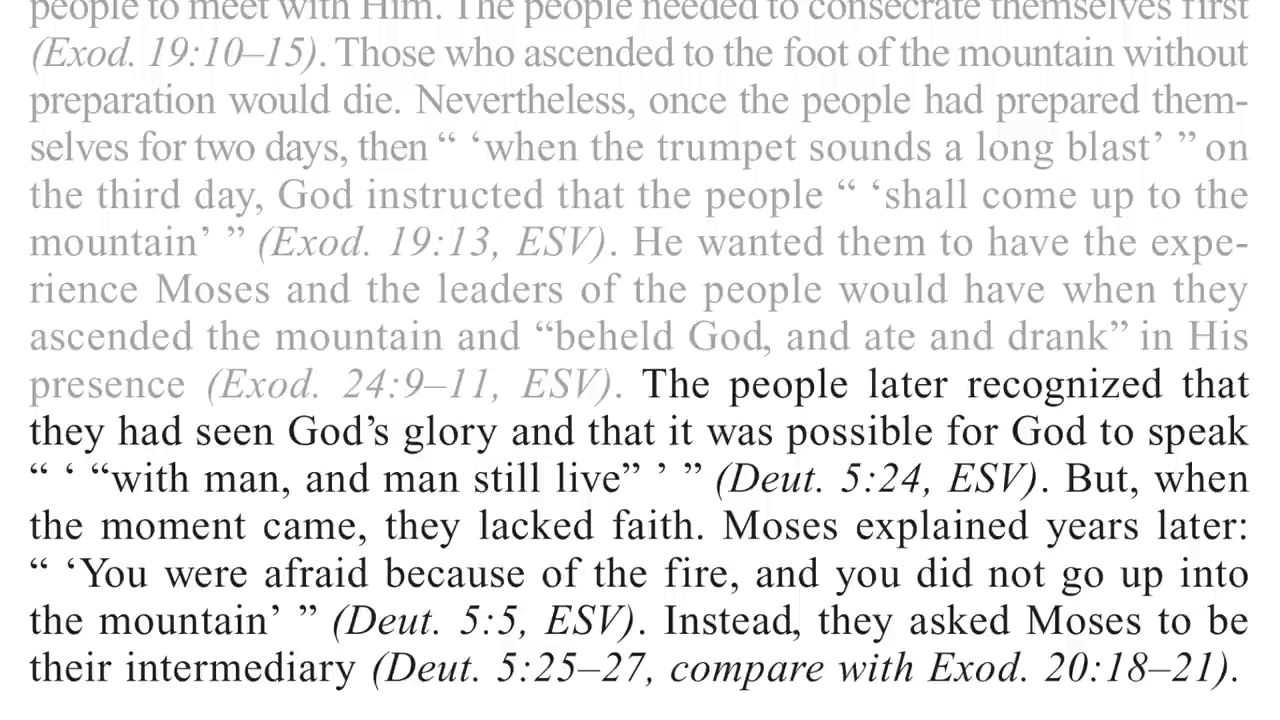 people to meet with Him. The people needed to consecrate themselves first
(Exod. 19:10–15). Those who ascended to the foot of the mountain without
preparation would die. Nevertheless, once the people had prepared them-
selves for two days, then “ ‘when the trumpet sounds a long blast’ ” on
the third day, God instructed that the people “ ‘shall come up to the
mountain’ ” (Exod. 19:13, ESV). He wanted them to have the expe-
rience Moses and the leaders of the people would have when they
ascended the mountain and “beheld God, and ate and drank” in His
presence (Exod. 24:9–11, ESV). The people later recognized that
they had seen God’s glory and that it was possible for God to speak
“ ‘ “with man, and man still live” ’ ” (Deut. 5:24, ESV). But, when
the moment came, they lacked faith. Moses explained years later:
“ ‘You were afraid because of the fire, and you did not go up into
the mountain’ ” (Deut. 5:5, ESV). Instead, they asked Moses to be
their intermediary (Deut. 5:25–27, compare with Exod. 20:18–21).